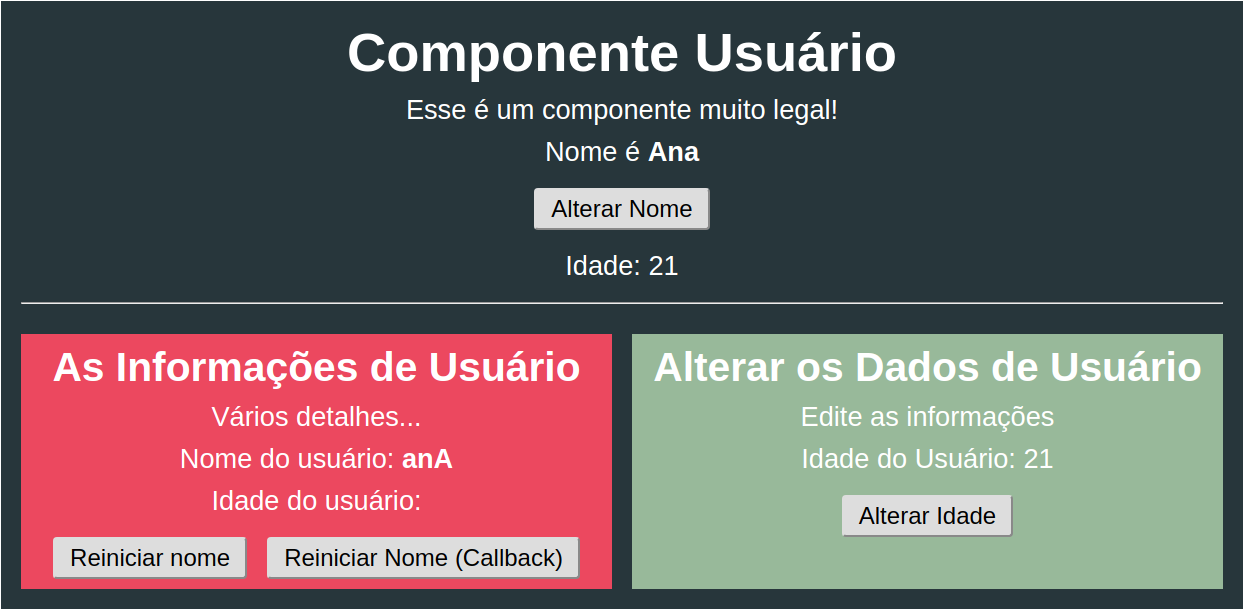 Componente Usuário
Esse é um componente muito legal!
Nome é Ana
Alterar Nome
Idade: 21
As Informações de Usuário
Vários detalhes...
Nome do usuário: anA
Idade do usuário:
Reiniciar nome
Reiniciar Nome (Callback)
Alterar os Dados de Usuário
Edite as informações
Idade do Usuário: 21
Alterar Idade